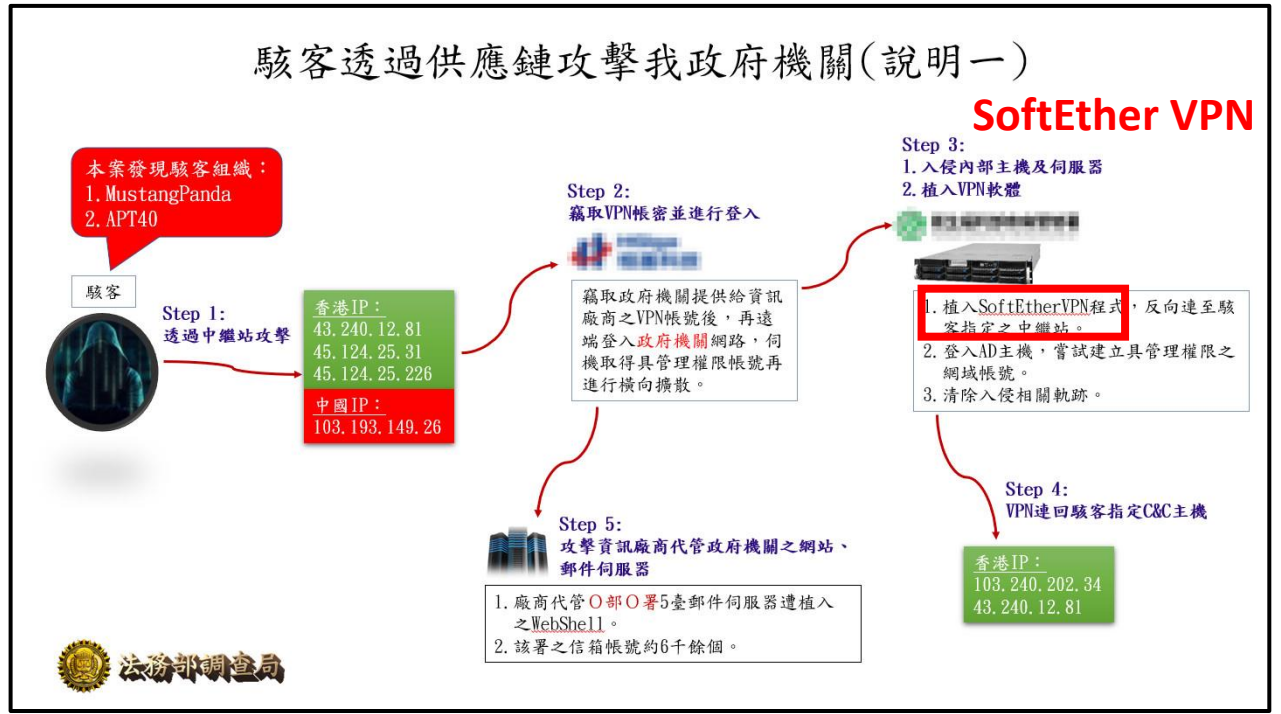 駭客透過供應鏈攻擊我政府機關(說明一)
SoftEther VPN
本案發現駭客組織：
1.MustangPanda
2.APT40
駭客
Step 1:
透過中繼站攻擊
香港IP：
43.240.12.81
45.124.25.31
45.124.25.226
中國IP：
103.193.149.26
Step 2:
竊取VPN帳密並進行登入
竊取政府機關提供給資訊
廠商之VPN帳號後，再遠
端登入政府機關網路，伺
機取得具管理權限帳號再
進行橫向擴散。
Step 3:
1.入侵內部主機及伺服器
2.植入VPN軟體
1.植入SoftEtherVPN程式，反向連至駭
客指定之中繼站。
2.登入AD主機，嘗試建立具管理權限之
網域帳號。
3.清除入侵相關軌跡。
Step 4:
VPN連回駭客指定C&C主機
香港IP：
103.240.202.34
43.240.12.81
Step 5:
攻擊資訊廠商代管政府機關之網站、
郵件伺服器
1.廠商代管O部O署5臺郵件伺服器遭植入
之WebShell。
2.該署之信箱帳號約6千餘個。
法務部調查局